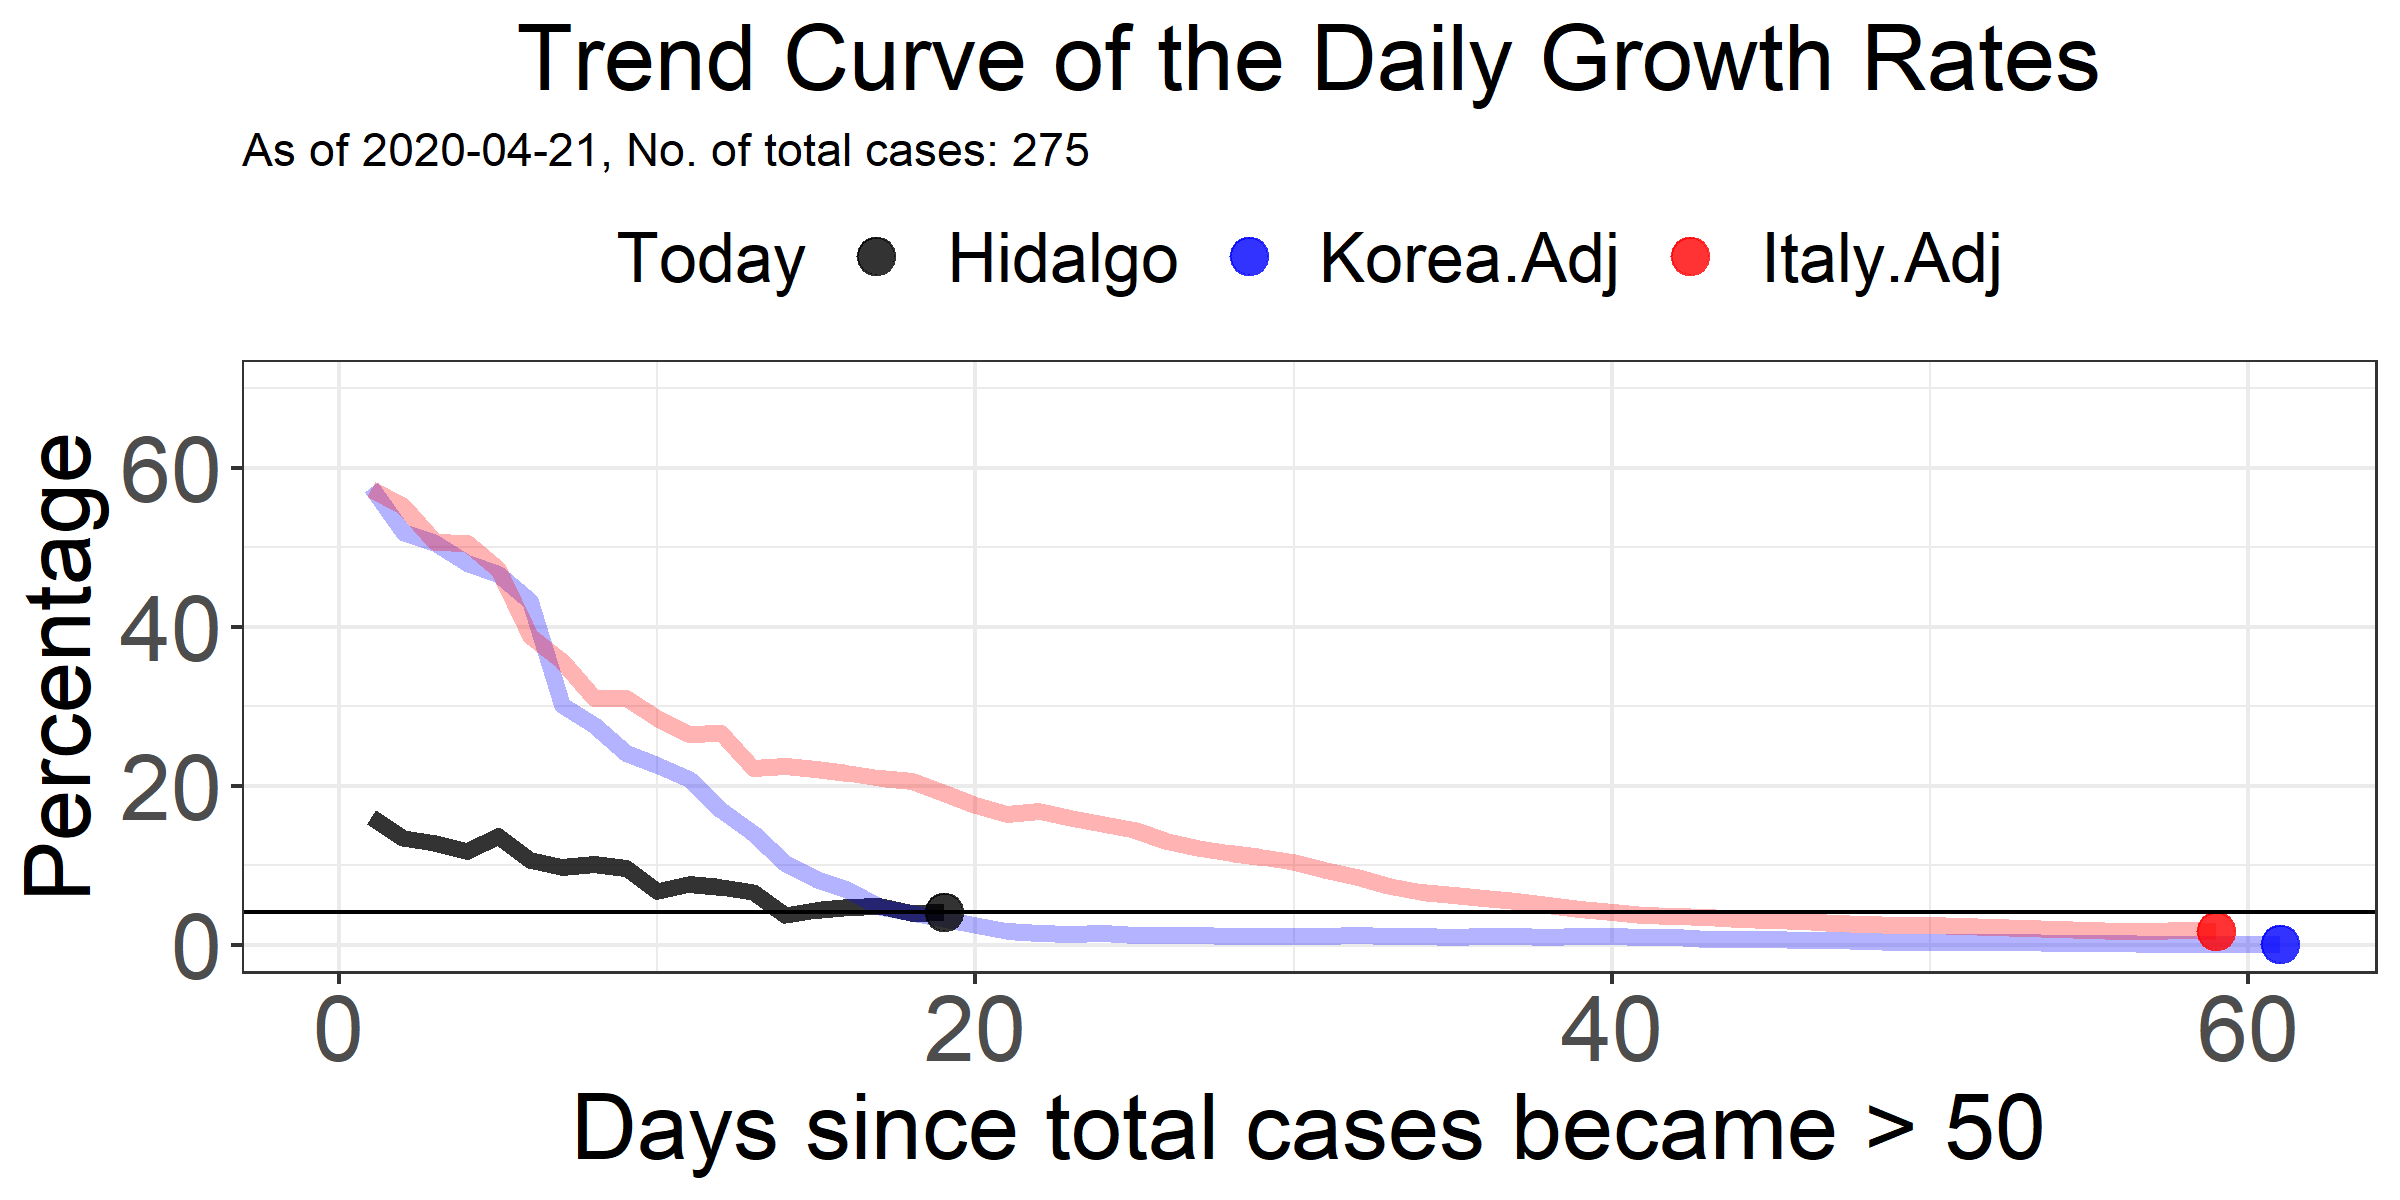 Trend Curve of the Daily Growth Rates
As of 2020-04-21, No. of total cases: 275
Today Hidalgo Korea.Adj Italy.Adj
Percentage
60
40
20
0
0 20 40 60
Days since total cases became > 50